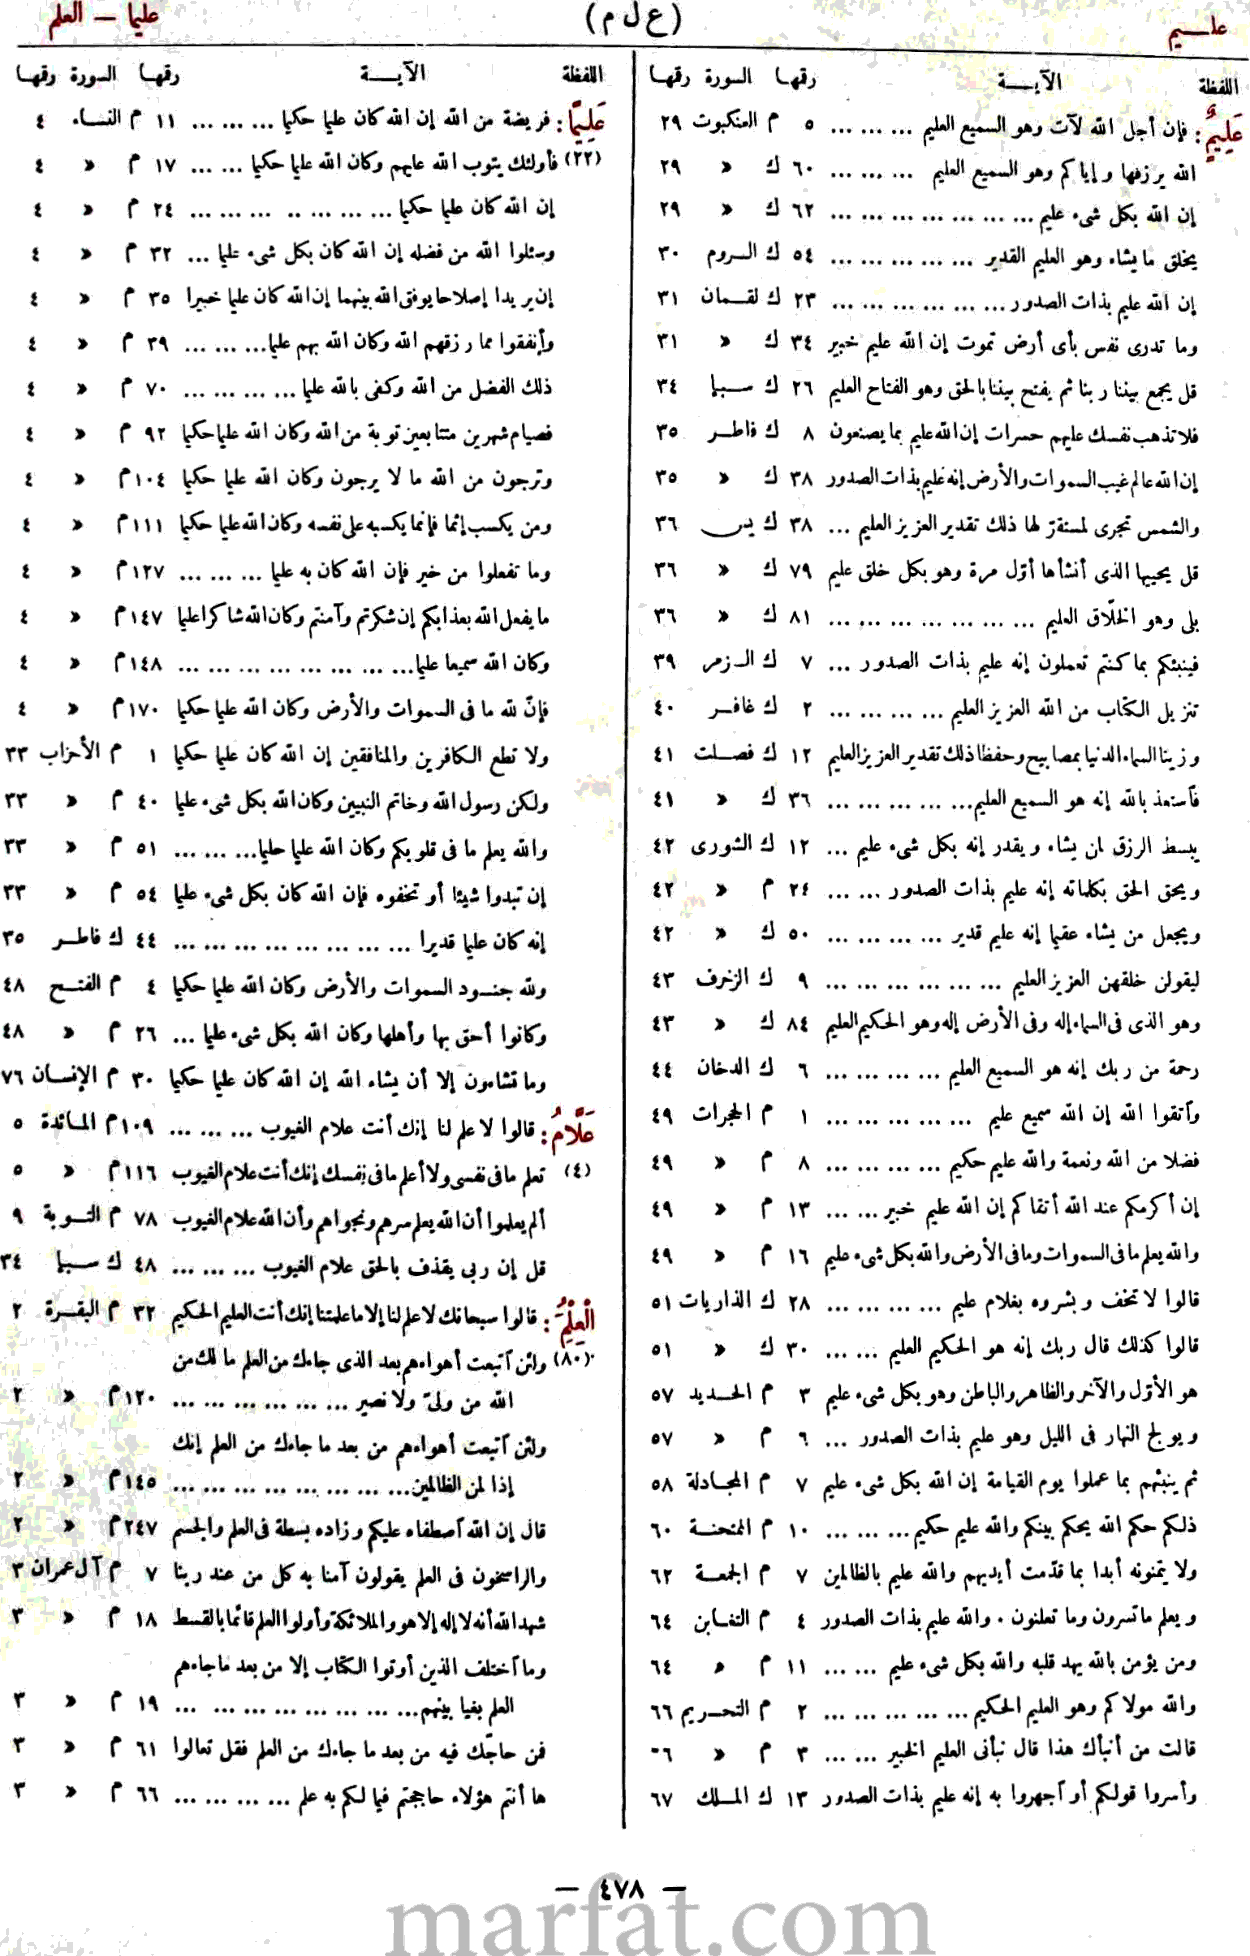 عليم
(ع ل م)
عليما – العلم
اللفظة الآية رقمها السورة رقمها
عَلِيمٌ: فإن أجل الله لآت وهو السميع العليم ... ... ... ٥ م العنكبوت ٢٩
الله يرزقها وإياكم وهو السميع العليم ... ... ... ٦٠ ك « ٢٩
إن الله بكل شىء عليم ... ... ... ... ... ... ... ٦٢ ك « ٢٩
يخلق ما يشاء وهو العليم القدير ... ... ... ... ... ٥٤ ك الروم ٣٠
إن الله عليم بذات الصدور ... ... ... ... ... ... ٢٣ ك لقمان ٣١
وما تدرى نفس بأى أرض تموت إن الله عليم خبير ٣٤ ك « ٣١
قل يجمع بيننا ربنا ثم يفتح بيننا بالحق وهو الفتاح العليم ٢٦ ك سبإ ٣٤
فلا تذهب نفسك عليهم حسرات إن الله عليم بما يصنعون ٨ ك فاطر ٣٥
إن الله عالم غيب السموات والأرض إنه عليم بذات الصدور ٣٨ ك « ٣٥
والشمس تجرى لمستقرّ لها ذلك تقدير العزيز العليم ... ٣٨ ك يس ٣٦
قل يحييها الذى أنشأها أوّل مرة وهو بكل خلق عليم ٧٩ ك « ٣٦
بلى وهو الخلّاق العليم ... ... ... ... ... ... ... ٨١ ك « ٣٦
فينبئكم بما كنتم تعملون إنه عليم بذات الصدور ... ٧ ك الزمر ٣٩
تنزيل الكتاب من الله العزيز العليم ... ... ... ... ٢ ك غافر ٤٠
وزينا السماء الدنيا بمصابيح وحفظا ذلك تقدير العزيز العليم ١٢ ك فصلت ٤١
فآستعذ بالله إنه هو السميع العليم ... ... ... ... ... ٣٦ ك « ٤١
يبسط الرزق لمن يشاء ويقدر إنه بكل شىء عليم ... ١٢ ك الشورى ٤٢
ويحق الحق بكلماته إنه عليم بذات الصدور ... ... ٢٤ م « ٤٢
ويجعل من يشاء عقيما إنه عليم قدير ... ... ... ... ٥٠ ك « ٤٢
ليقولن خلقهن العزيز العليم ... ... ... ... ... ... ٩ ك الزخرف ٤٣
وهو الذى فى السماء إله وفى الأرض إله وهو الحكيم العليم ٨٤ ك « ٤٣
رحمة من ربك إنه هو السميع العليم ... ... ... ... ٦ ك الدخان ٤٤
وآتقوا الله إن الله سميع عليم ... ... ... ... ... ١ م الحجرات ٤٩
فضلا من الله ونعمة والله عليم حكيم ... ... ... ... ٨ م « ٤٩
إن أكرمكم عند الله أتقاكم إن الله عليم خبير ... ... ١٣ م « ٤٩
والله يعلم ما فى السموات وما فى الأرض والله بكل شىء عليم ١٦ م « ٤٩
قالوا لا تخف وبشروه بغلام عليم ... ... ... ... ٢٨ ك الذاريات ٥١
قالوا كذلك قال ربك إنه هو الحكيم العليم ... ... ٣٠ ك « ٥١
هو الأوّل والآخر والظاهر والباطن وهو بكل شىء عليم ٣ م الحديد ٥٧
ويولج النهار فى الليل وهو عليم بذات الصدور ... ٦ م « ٥٧
ثم ينبئهم بما عملوا يوم القيامة إن الله بكل شىء عليم ٧ م المجادلة ٥٨
ذلكم حكم الله يحكم بينكم والله عليم حكيم ... ... ... ١٠ م الممتحنة ٦٠
ولا يتمنونه أبدا بما قدّمت أيديهم والله عليم بالظالمين ٧ م الجمعة ٦٢
ويعلم ما تسرون وما تعلنون . والله عليم بذات الصدور ٤ م التغابن ٦٤
ومن يؤمن بالله يهد قلبه والله بكل شىء عليم ... ... ١١ م « ٦٤
والله مولاكم وهو العليم الحكيم ... ... ... ... ... ٢ م التحريم ٦٦
قالت من أنبأك هذا قال نبأنى العليم الخبير ... ... ٣ م «
وأسروا قولكم أو آجهروا به إنه عليم بذات الصدور ١٣ ك الملك ٦٧
اللفظة الآية رقمها السورة رقمها
عَلِيمًا: فريضة من الله إن الله كان عليما حكيما ... ... ... ١١ م النساء ٤
(٢٢) فأولئك يتوب الله عليهم وكان الله عليما حكيما ... ... ١٧ م « ٤
إن الله كان عليما حكيما ... ... ... .. ... ... ... ٢٤ م « ٤
وسئلوا الله من فضله إن الله كان بكل شىء عليما ... ٣٢ م « ٤
إن يريدا إصلاحا يوفق الله بينهما إن الله كان عليما خبيرا ٣٥ م « ٤
وأنفقوا مما رزقهم الله وكان الله بهم عليما... ... ... ٣٩ م « ٤
ذلك الفضل من الله وكفى بالله عليما ... ... ... ... ٧٠ م « ٤
فصيام شهرين متتابعين توبة من الله وكان الله عليما حكيما ٩٢ م « ٤
وترجون من الله ما لا يرجون وكان الله عليما حكيما ١٠٤ م « ٤
ومن يكسب إثما فإنما يكسبه على نفسه وكان الله عليما حكيما ١١١ م « ٤
وما تفعلوا من خير فإن الله كان به عليما ... ... ... ١٢٧ م « ٤
ما يفعل الله بعذابكم إن شكرتم وآمنتم وكان الله شاكرا عليما ١٤٧ م « ٤
وكان الله سميعا عليما... ... ... ... ... ... ... ... ١٤٨ م « ٤
فإنّ لله ما فى السموات والأرض وكان الله عليما حكيما ١٧٠ م « ٤
ولا تطع الكافرين والمنافقين إن الله كان عليما حكيما ١ م الأحزاب ٣٣
ولكن رسول الله وخاتم النبيين وكان الله بكل شىء عليما ٤٠ م « ٣٣
والله يعلم ما فى قلوبكم وكان الله عليما حليما... ... ... ٥١ م « ٣٣
إن تبدوا شيئا أو تخفوه فإن الله كان بكل شىء عليما ٥٤ م « ٣٣
إنه كان عليما قديرا ... ... ... ... ... ... ... ... ٤٤ ك فاطر ٣٥
ولله جنود السموات والأرض وكان الله عليما حكيما ٤ م الفتح ٤٨
وكانوا أحق بها وأهلها وكان الله بكل شىء عليما ... ٢٦ م « ٤٨
وما تشاءون إلا أن يشاء الله إن الله كان عليما حكيما ٣٠ م الإنسان ٧٦
عَلَّامُ: قالوا لا علم لنا إنك أنت علام الغيوب ... ... ... ١٠٩ م المائدة ٥
(٤) تعلم ما فى نفسى ولا أعلم ما فى نفسك إنك أنت علام الغيوب ١١٦ م « ٥
ألم يعلموا أن الله يعلم سرهم ونجواهم وأن الله علام الغيوب ٧٨ م التوبة ٩
قل إن ربى يقذف بالحق علام الغيوب ... ... ... ٤٨ ك سبإ ٣٤
الْعِلْمُ: قالوا سبحانك لا علم لنا إلا ما علمتنا إنك أنت العليم الحكيم ٣٢ م البقرة ٢
(٨٠) ولئن آتبعت أهواءهم بعد الذى جاءك من العلم ما لك من
الله من ولىّ ولا نصير ... ... ... ... ... ... ١٢٠ م « ٢
ولئن آتبعت أهواءهم من بعد ما جاءك من العلم إنك
إذا لمن الظالمين... ... ... ... ... ... ... ... ١٤٥ م « ٢
قال إن الله آصطفاه عليكم وزاده بسطة فى العلم والجسم ٢٤٧ م « ٢
والراسخون فى العلم يقولون آمنا به كل من عند ربنا ٧ م آل عمران ٣
شهد الله أنه لا إله إلا هو والملائكة وأولوا العلم قائما بالقسط ١٨ م « ٣
وما آختلف الذين أوتوا الكتاب إلا من بعد ما جاءهم
العلم بغيا بينهم... ... ... ... ... ... ... ... ١٩ م « ٣
فمن حاجّك فيه من بعد ما جاءك من العلم فقل تعالوا ٦١ م « ٣
ها أنتم هؤلاء حاججتم فيما لكم به علم ... ... ... ... ٦٦ م « ٣
— ٤٧٨ —
marfat.com